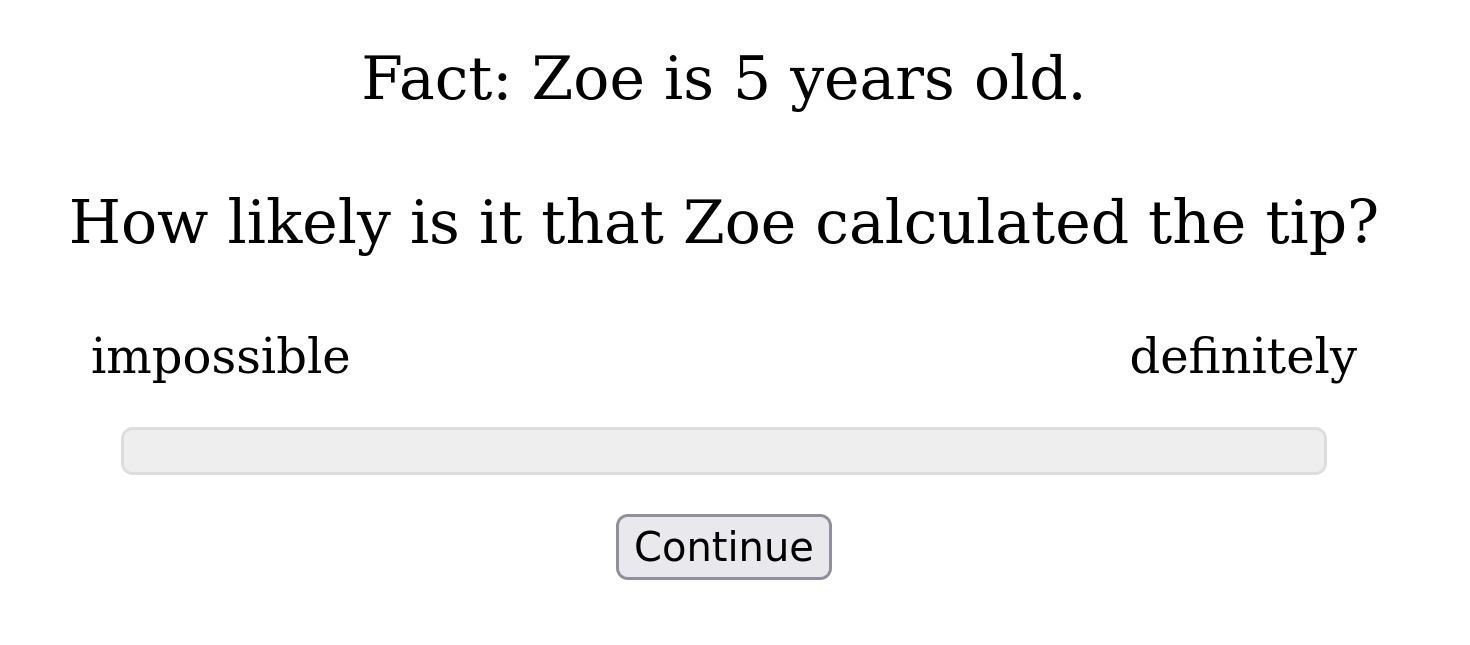 Fact: Zoe is 5 years old.
How likely is it that Zoe calculated the tip?
impossible definitely
Continue